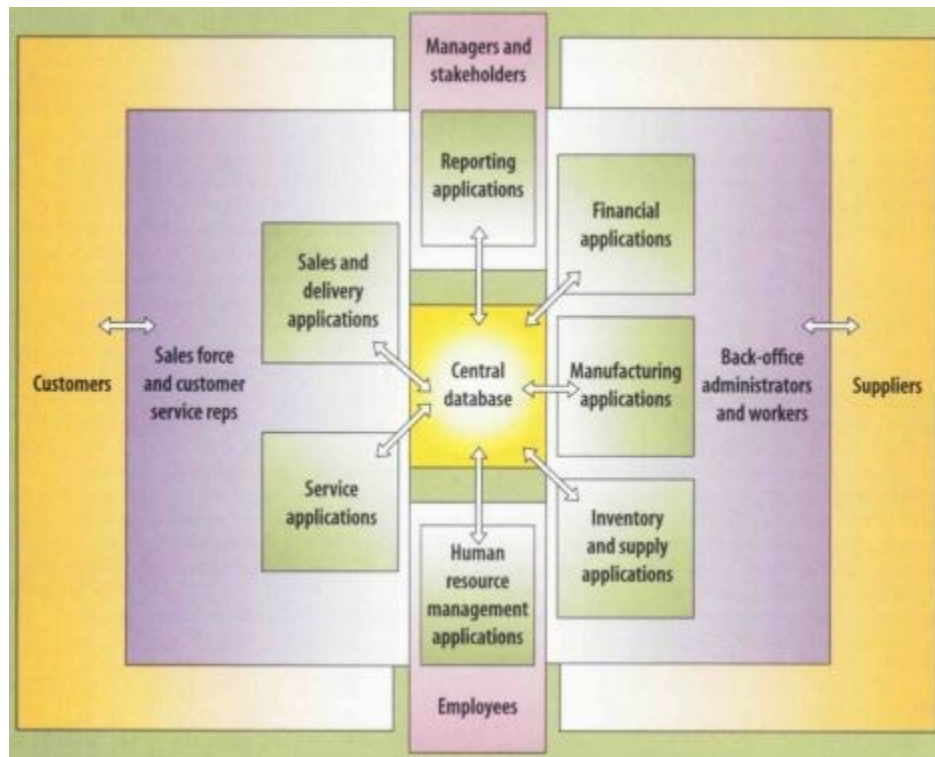 Managers and
stakeholders
Reporting
applications
Financial
applications
Sales and
delivery
applications
Customers
Sales force
and customer
service reps
Central
database
Manufacturing
applications
Back-office
administrators
and workers
Suppliers
Service
applications
Inventory
and supply
applications
Human
resource
management
applications
Employees